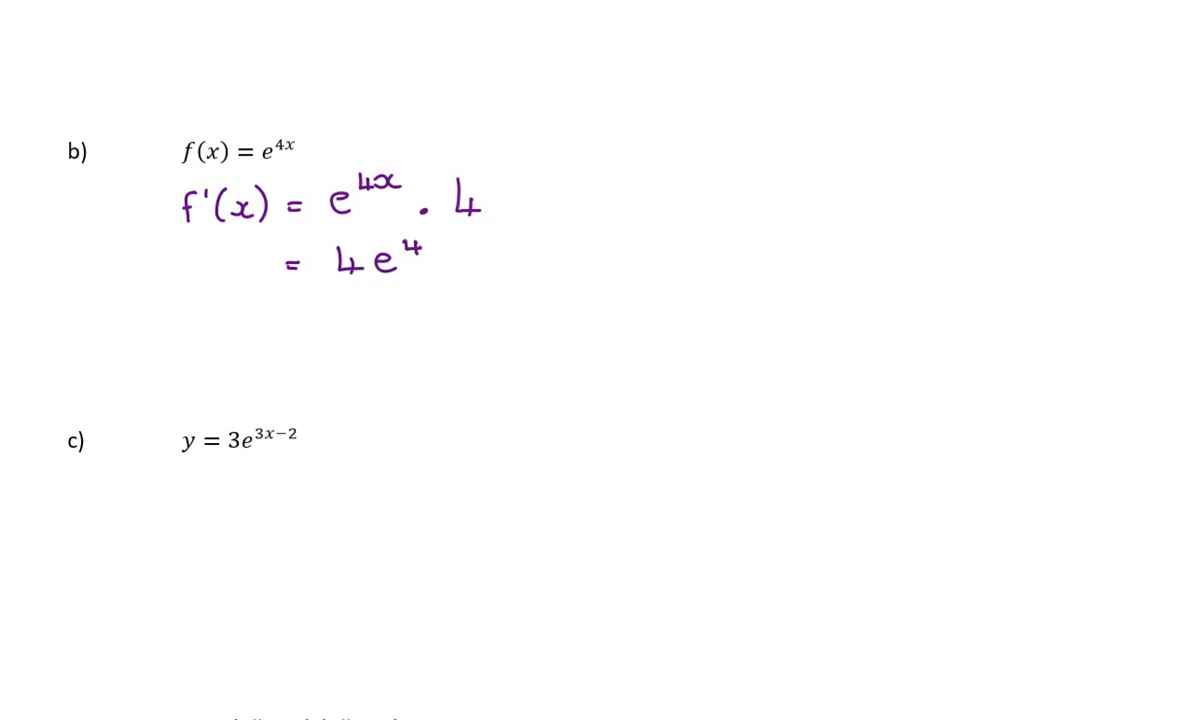 b) f(x) = e^{4x}
f'(x) = e^{4x} . 4
= 4e^4
c) y = 3e^{3x−2}